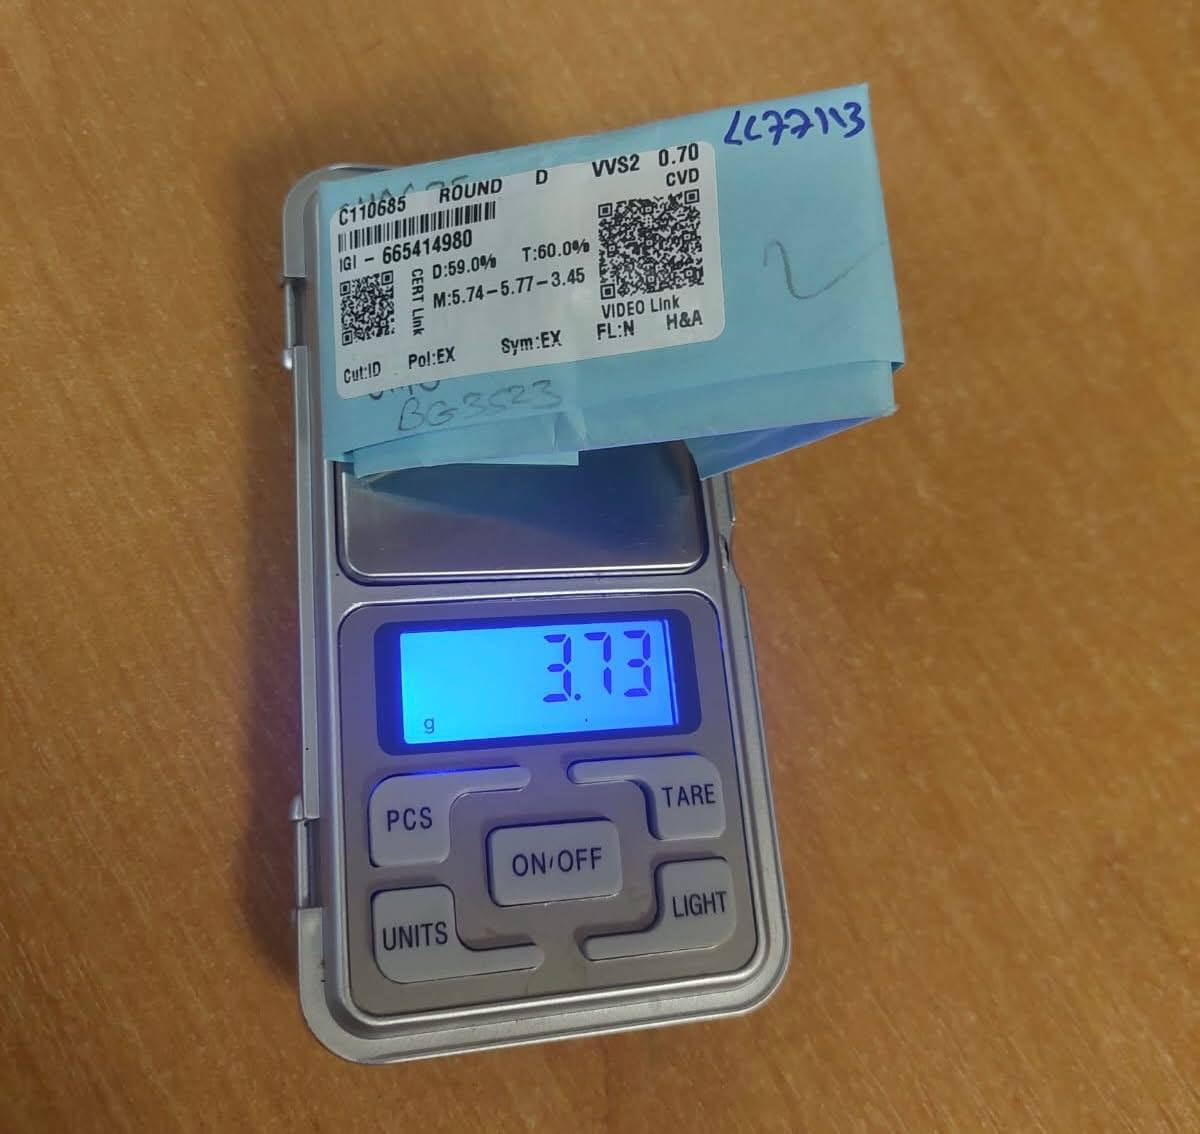 LC77113
C110685 ROUND D VVS2 0.70
CVD
IGI - 665414980
D:59.0% T:60.0%
CERT Link
M:5.74-5.77-3.45
VIDEO Link
Cut:ID Pol:EX Sym:EX FL:N H&A
BG3523
3.73
g
PCS
TARE
ON/OFF
UNITS
LIGHT